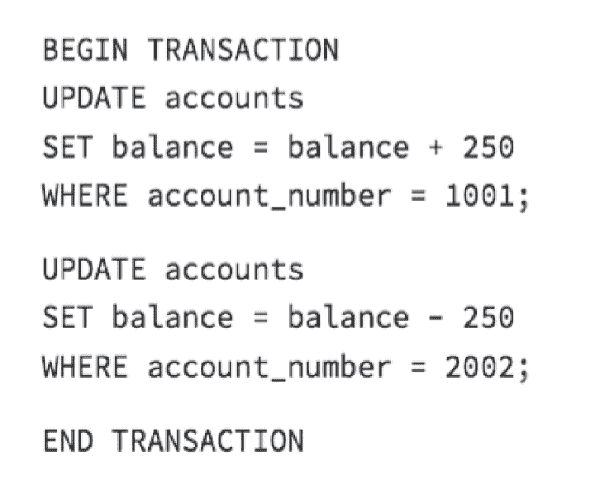 BEGIN TRANSACTION
UPDATE accounts
SET balance = balance + 250
WHERE account_number = 1001;
UPDATE accounts
SET balance = balance - 250
WHERE account_number = 2002;
END TRANSACTION